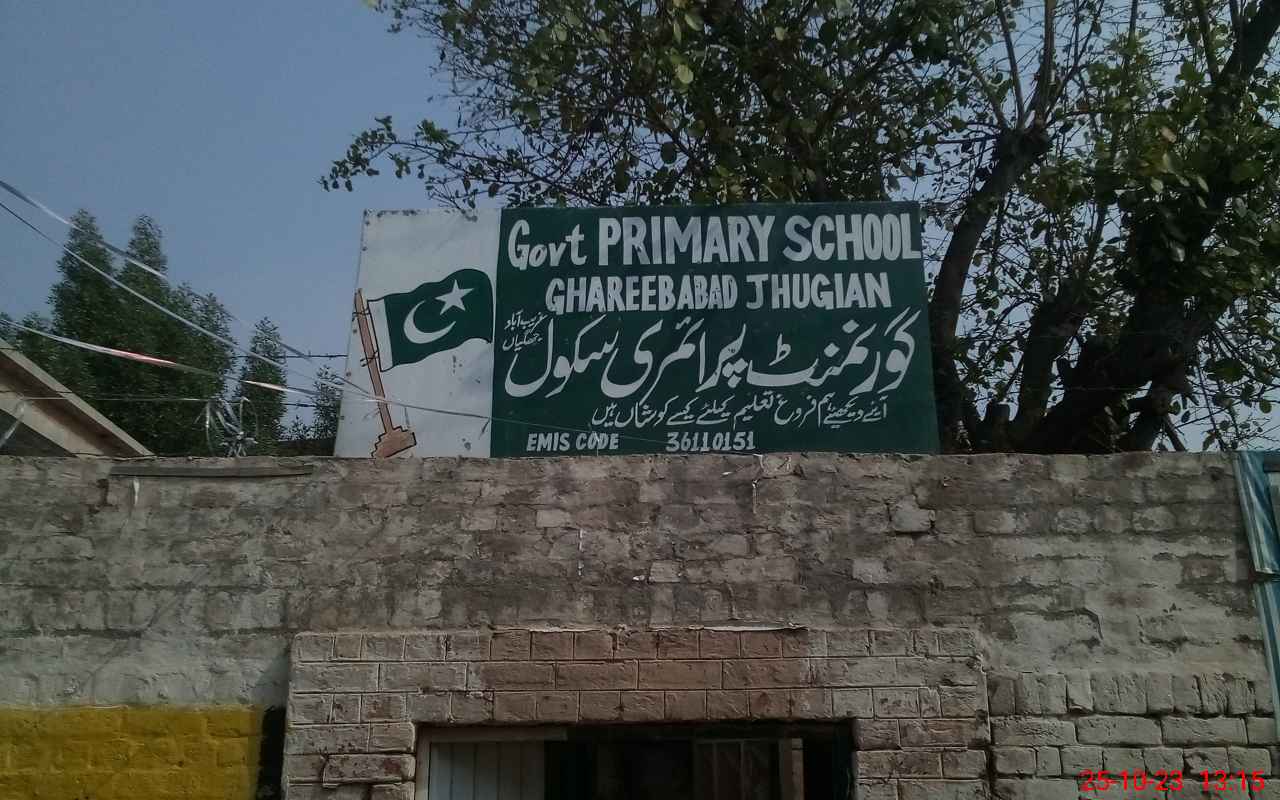 Govt PRIMARY SCHOOL
GHAREEBABAD JHUGIAN
گورنمنٹ پرائمری سکول
غریب آباد
جھگیاں
آئیے دیکھیئے ہم فروغ تعلیم کیلئے کیسے کوشاں ہیں
EMIS CODE 36110151
25-10-23 13:15